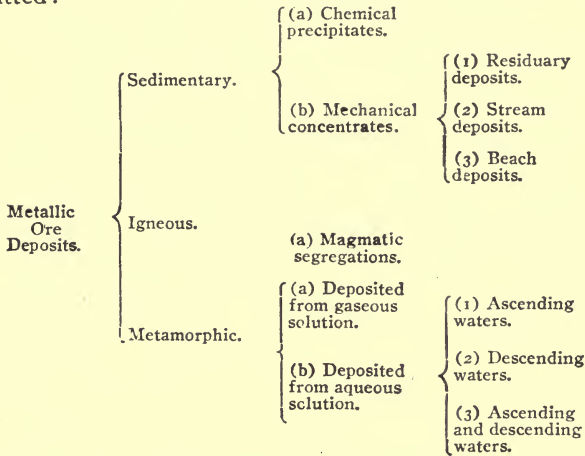 itted:
(a) Chemical
precipitates.
Sedimentary.
(b) Mechanical
concentrates.
(1) Residuary
deposits.
(2) Stream
deposits.
(3) Beach
deposits.
Metallic
Ore
Deposits.
Igneous.
(a) Magmatic
segregations.
Metamorphic.
(a) Deposited
from gaseous
solution.
(b) Deposited
from aqueous
solution.
(1) Ascending
waters.
(2) Descending
waters.
(3) Ascending
and descending
waters.